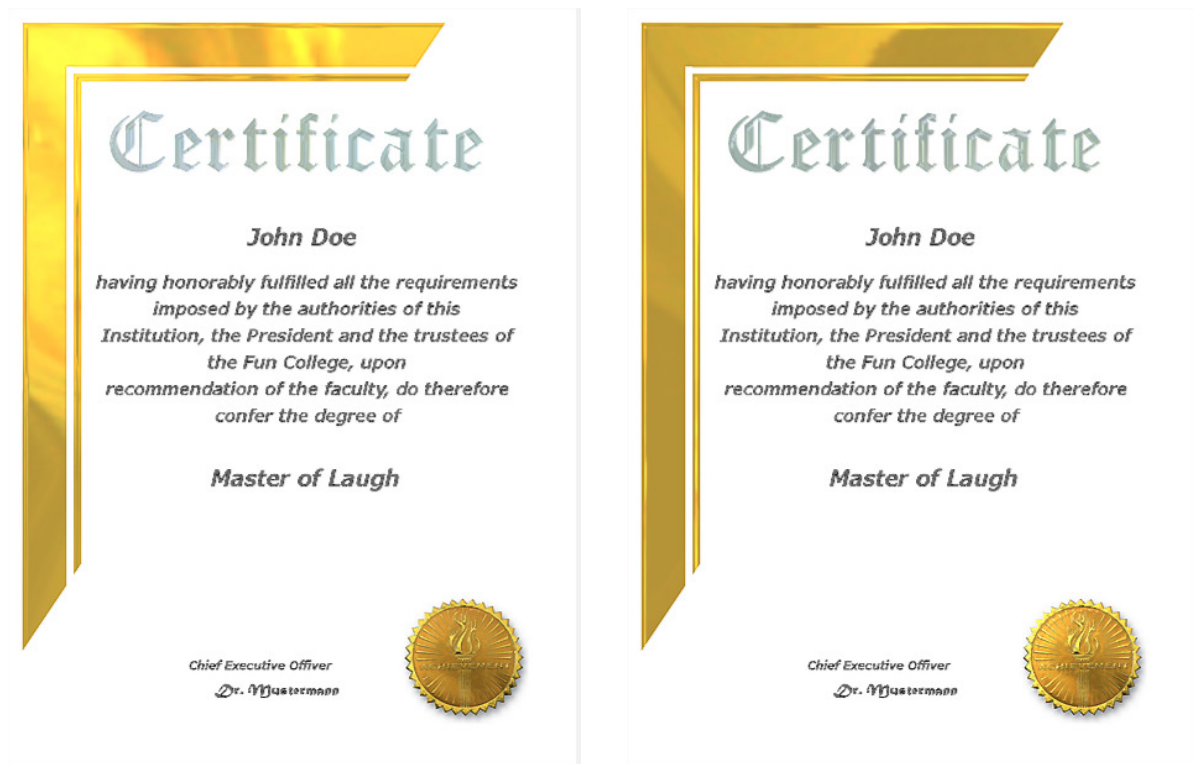 Certificate
John Doe
having honorably fulfilled all the requirements
imposed by the authorities of this
Institution, the President and the trustees of
the Fun College, upon
recommendation of the faculty, do therefore
confer the degree of
Master of Laugh
Chief Executive Offiver
Dr. Mustermann
ACHIEVEMENT
Certificate
John Doe
having honorably fulfilled all the requirements
imposed by the authorities of this
Institution, the President and the trustees of
the Fun College, upon
recommendation of the faculty, do therefore
confer the degree of
Master of Laugh
Chief Executive Offiver
Dr. Mustermann
ACHIEVEMENT